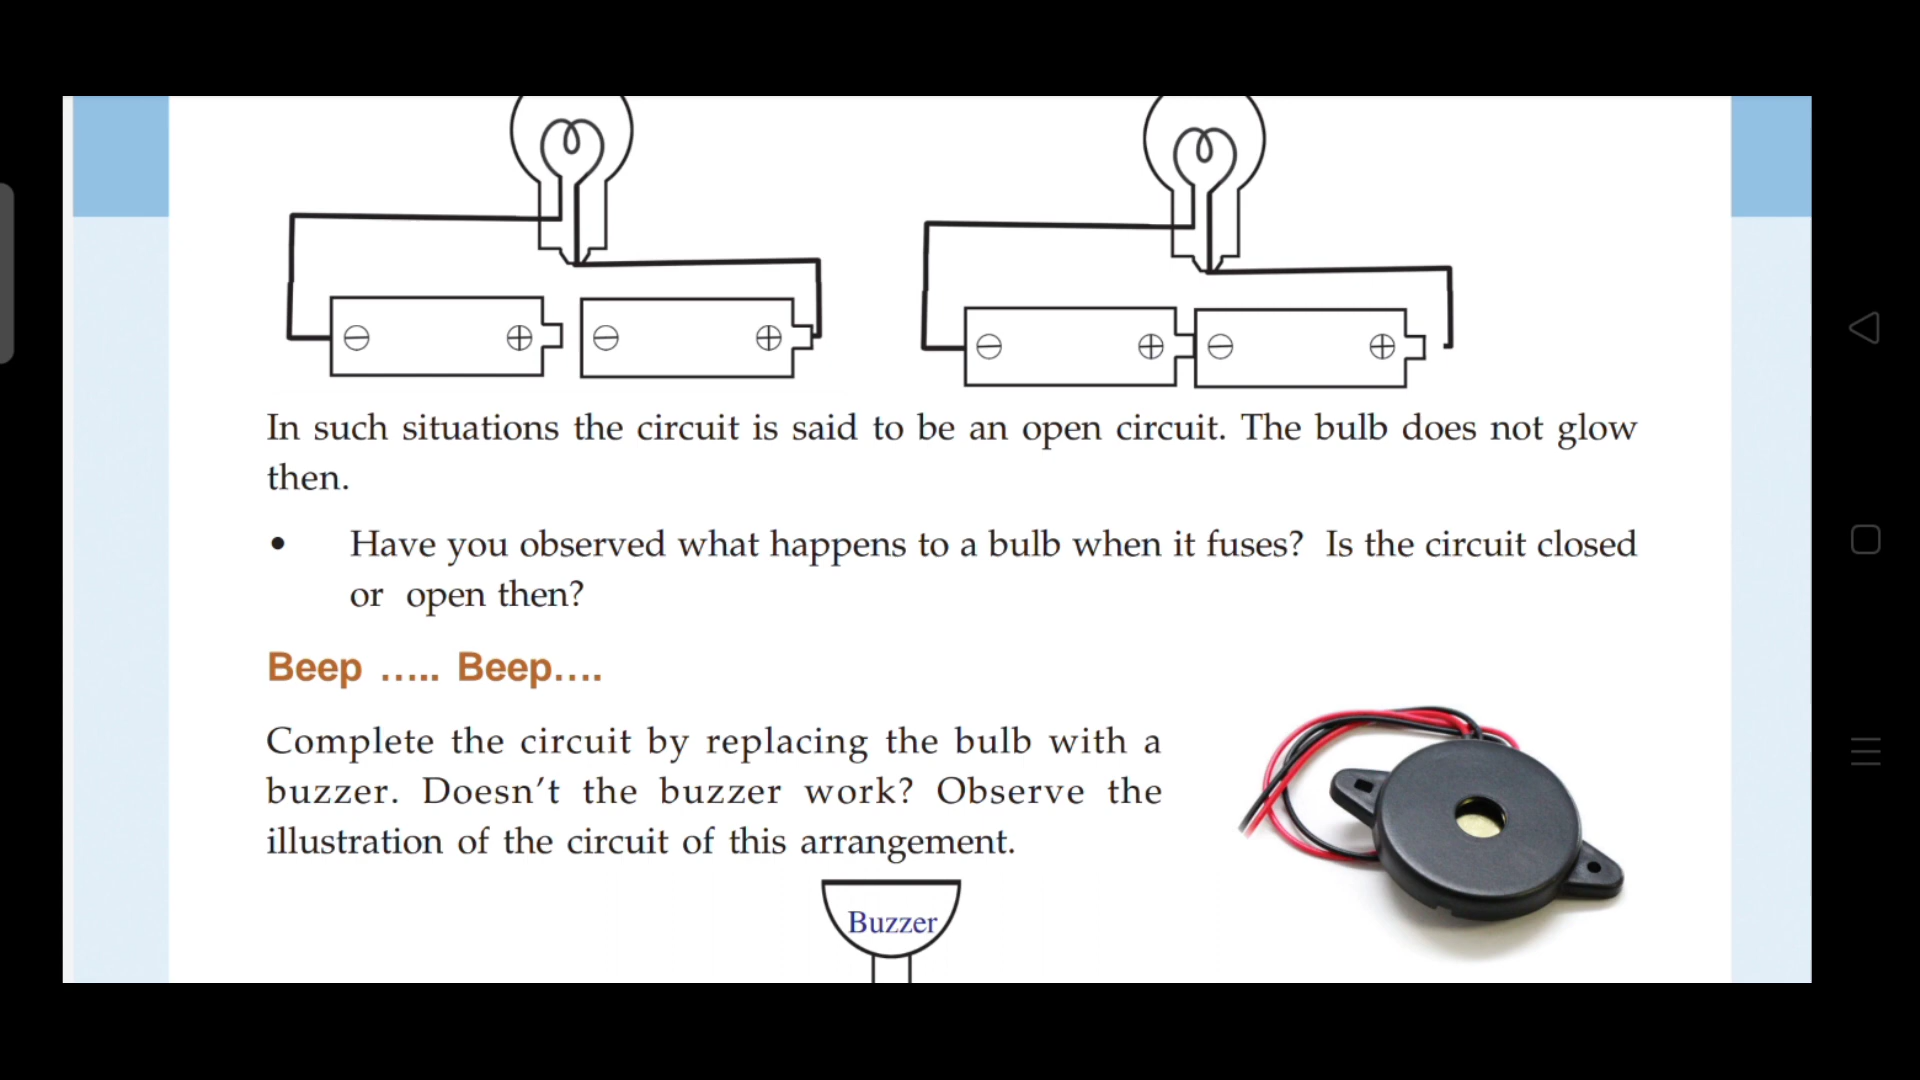 In such situations the circuit is said to be an open circuit. The bulb does not glow
then.
• Have you observed what happens to a bulb when it fuses? Is the circuit closed
or open then?
Beep ..... Beep....
Complete the circuit by replacing the bulb with a
buzzer. Doesn't the buzzer work? Observe the
illustration of the circuit of this arrangement.
Buzzer